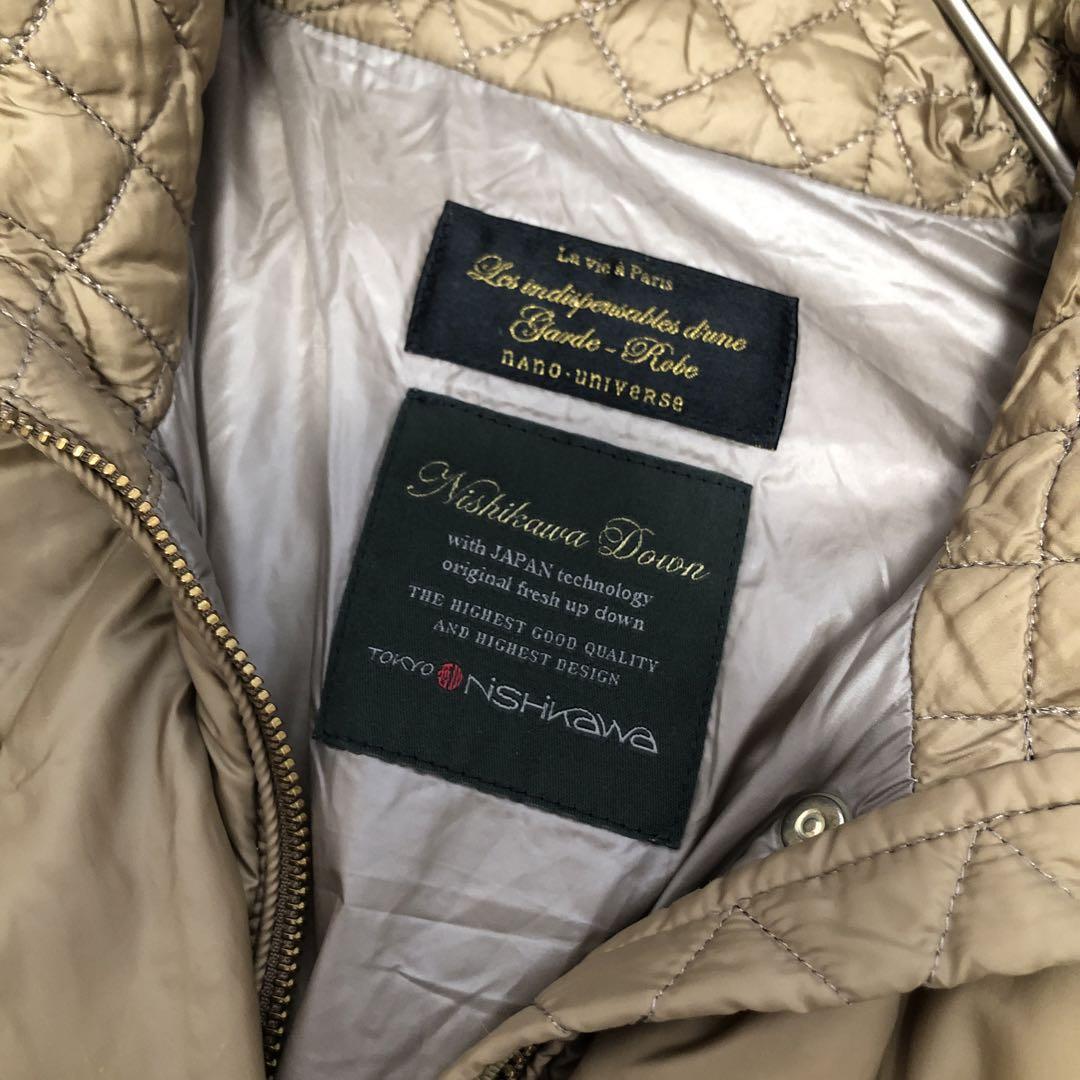 La vie à Paris
Les indispensables d'une
Garde - Robe
nano・universe
Nishikawa Down
with JAPAN technology
original fresh up down
THE HIGHEST GOOD QUALITY
AND HIGHEST DESIGN
TOKYO NiSHiKAWA